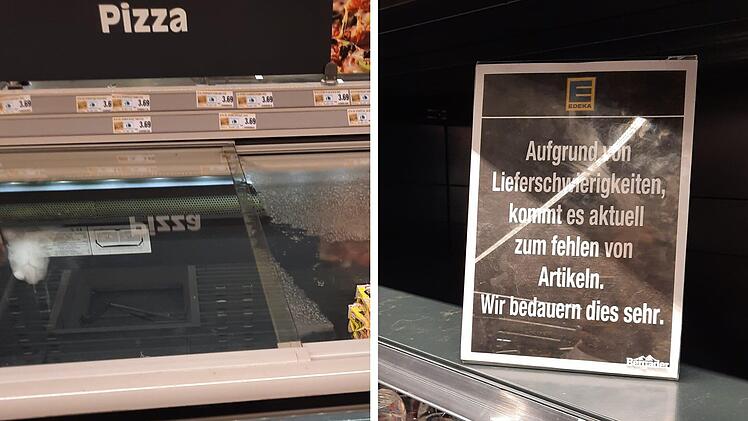 Pizza
3.69
3.6
3.69
3.69
3.69
3.69
3.69
3.69
3.69
Pizza
E
EDEKA
Aufgrund von
Lieferschwierigkeiten,
kommt es aktuell
zum fehlen von
Artikeln.
Wir bedauern dies sehr.